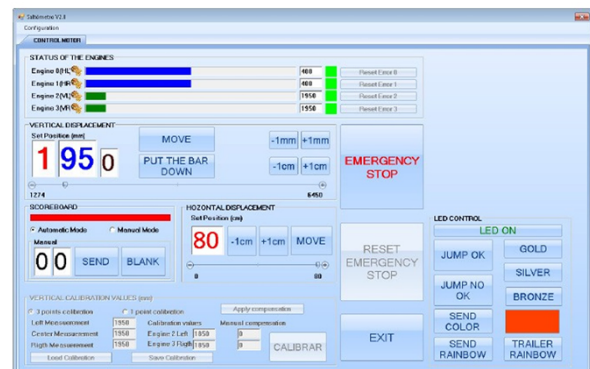 Saltómetro V2.0
Configuration
CONTROL MOTOR
STATUS OF THE ENGINES
Engine 0(HL)
400
Reset Error 0
Engine 1(HR)
400
Reset Error 1
Engine 2(VL)
1950
Reset Error 2
Engine 3(VR)
1950
Reset Error 3
VERTICAL DISPLACEMENT
Set Position (mm)
1 95 0
MOVE
PUT THE BAR DOWN
-1mm +1mm
-1cm +1cm
1274
6450
EMERGENCY STOP
SCOREBOARD
Automatic Mode
Manual Mode
Manual
0 0
SEND
BLANK
HOZONTAL DISPLACEMENT
Set Position (cm)
80
-1cm +1cm
MOVE
0
80
RESET EMERGENCY STOP
LED CONTROL
LED ON
JUMP OK
GOLD
SILVER
JUMP NO OK
BRONZE
SEND COLOR
SEND RAINBOW
TRAILER RAINBOW
VERTICAL CALIBRATION VALUES (mm)
3 points calibration
1 point calibration
Apply compensation
Left Measurement
1950
Calibration values
Manual compensation
Center Measurement
1950
Engine 2 Left
1950
0
Rigth Measurement
1950
Engine 3 Rigth
1950
0
CALIBRAR
Load Calibration
Save Calibration
EXIT